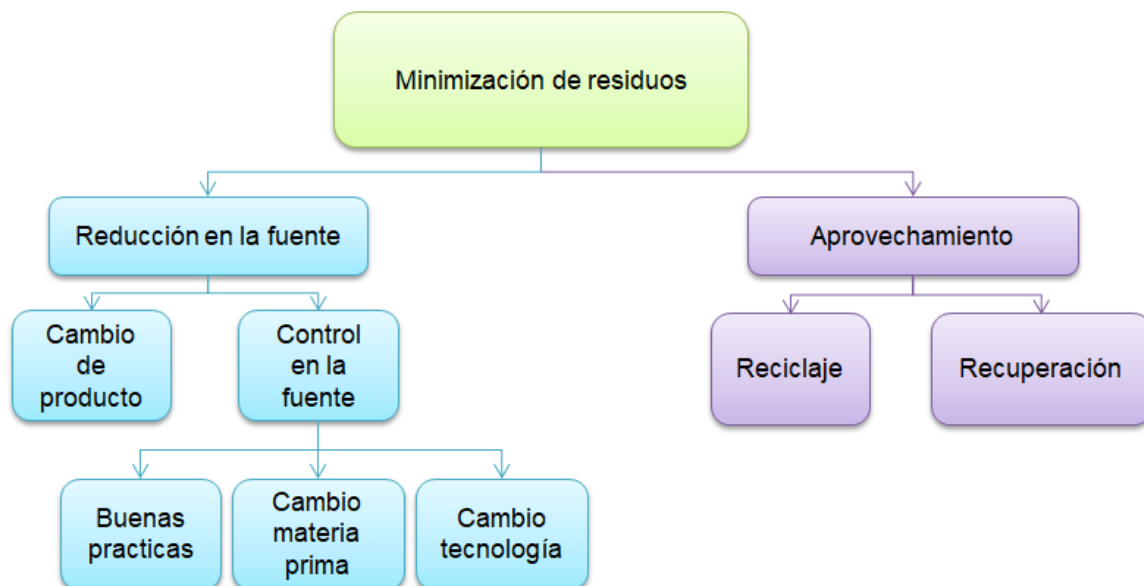 Minimización de residuos
Reducción en la fuente
Aprovechamiento
Cambio
de
producto
Control
en la
fuente
Reciclaje
Recuperación
Buenas
practicas
Cambio
materia
prima
Cambio
tecnología